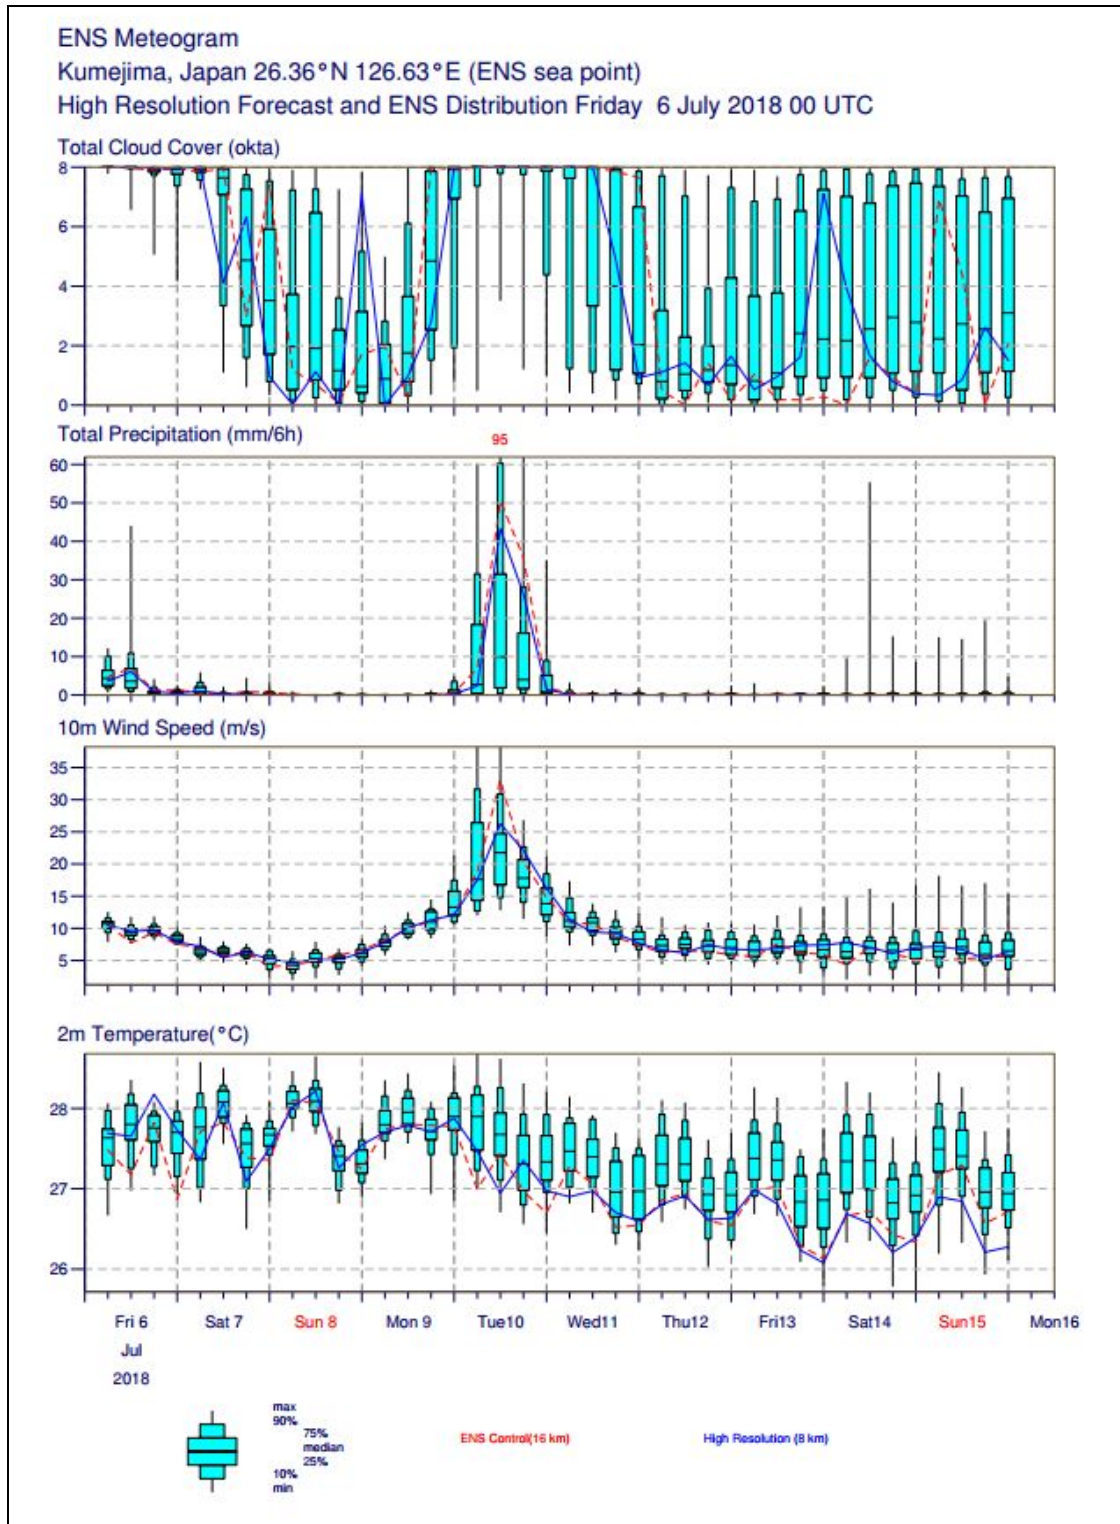 ENS Meteogram
Kumejima, Japan 26.36°N 126.63°E (ENS sea point)
High Resolution Forecast and ENS Distribution Friday 6 July 2018 00 UTC
Total Cloud Cover (okta)
8
6
4
2
0
Total Precipitation (mm/6h)
95
60
50
40
30
20
10
0
10m Wind Speed (m/s)
35
30
25
20
15
10
5
2m Temperature(°C)
28
27
26
Fri 6 Sat 7 Sun 8 Mon 9 Tue10 Wed11 Thu12 Fri13 Sat14 Sun15 Mon16
Jul
2018
max
90%
75%
median
25%
10%
min
ENS Control(16 km)
High Resolution (8 km)